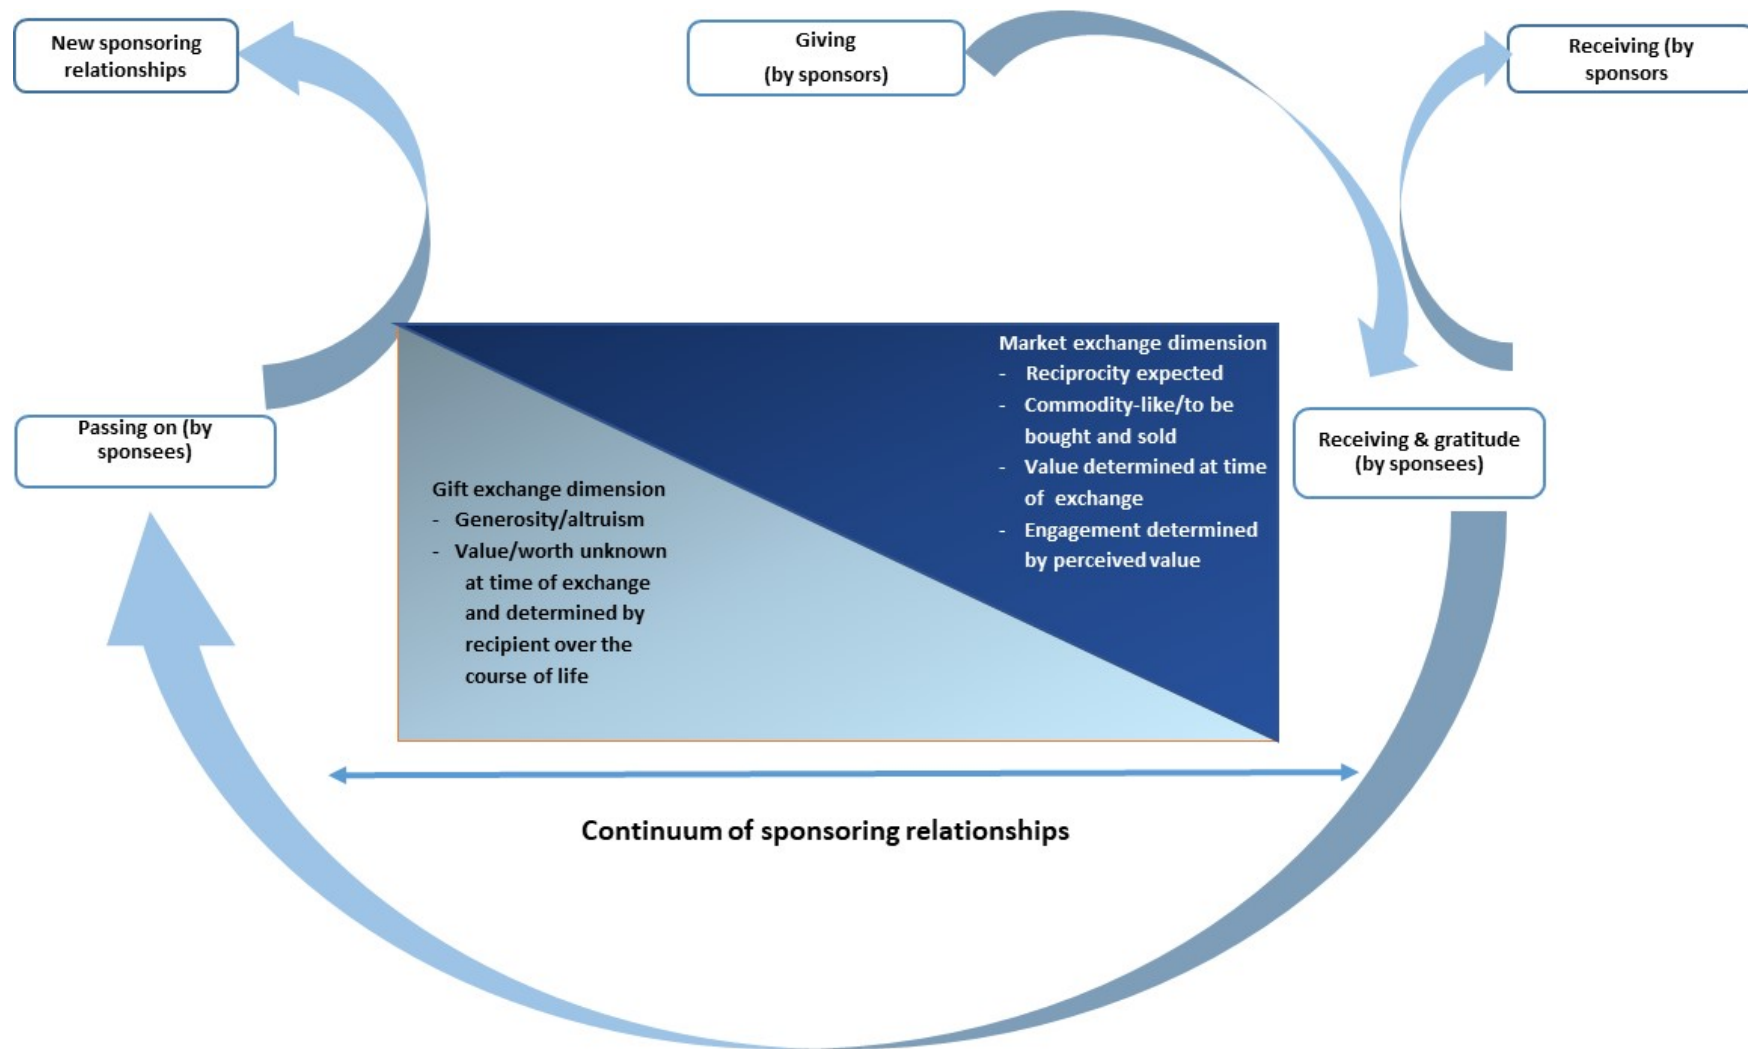 New sponsoring
relationships
Giving
(by sponsors)
Receiving (by
sponsors
Passing on (by
sponsees)
Gift exchange dimension
- Generosity/altruism
- Value/worth unknown
at time of exchange
and determined by
recipient over the
course of life
Market exchange dimension
- Reciprocity expected
- Commodity-like/to be
bought and sold
- Value determined at time
of exchange
- Engagement determined
by perceived value
Receiving & gratitude
(by sponsees)
Continuum of sponsoring relationships